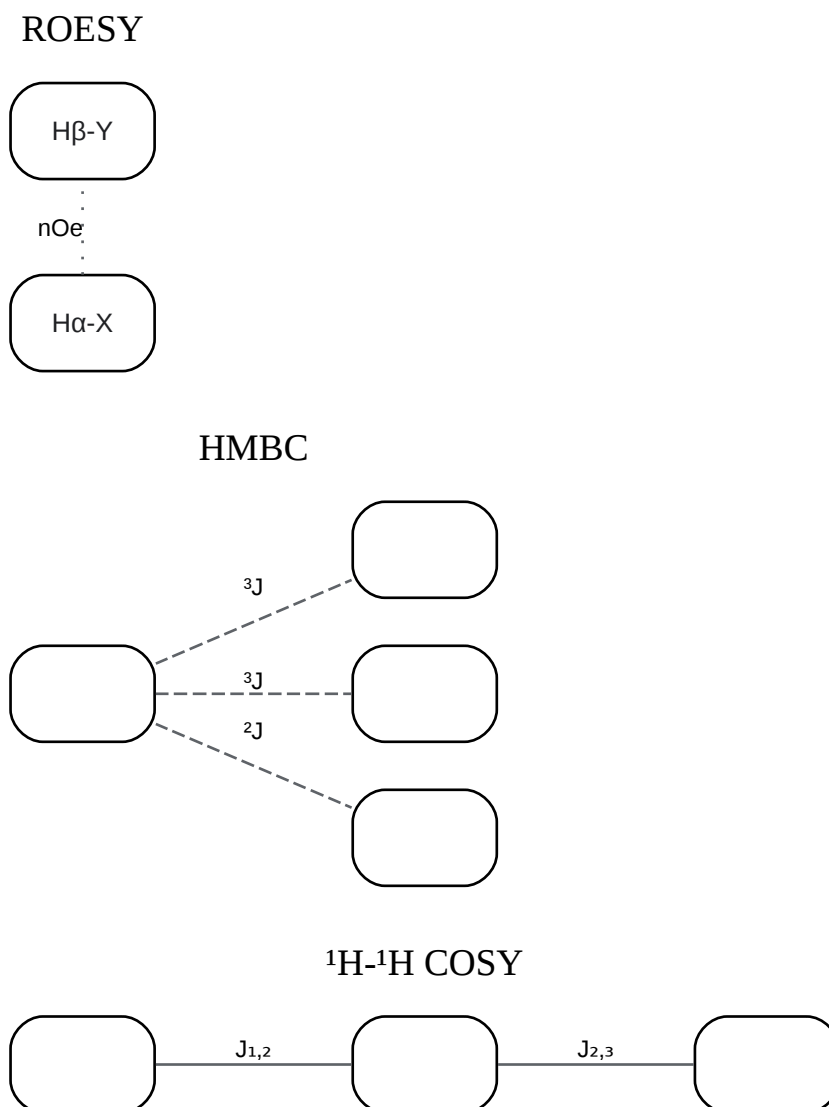 ROESY
Hβ-Y
nOe
Hα-X
HMBC
³J
³J
²J
¹H-¹H COSY
J₁,₂
J₂,₃